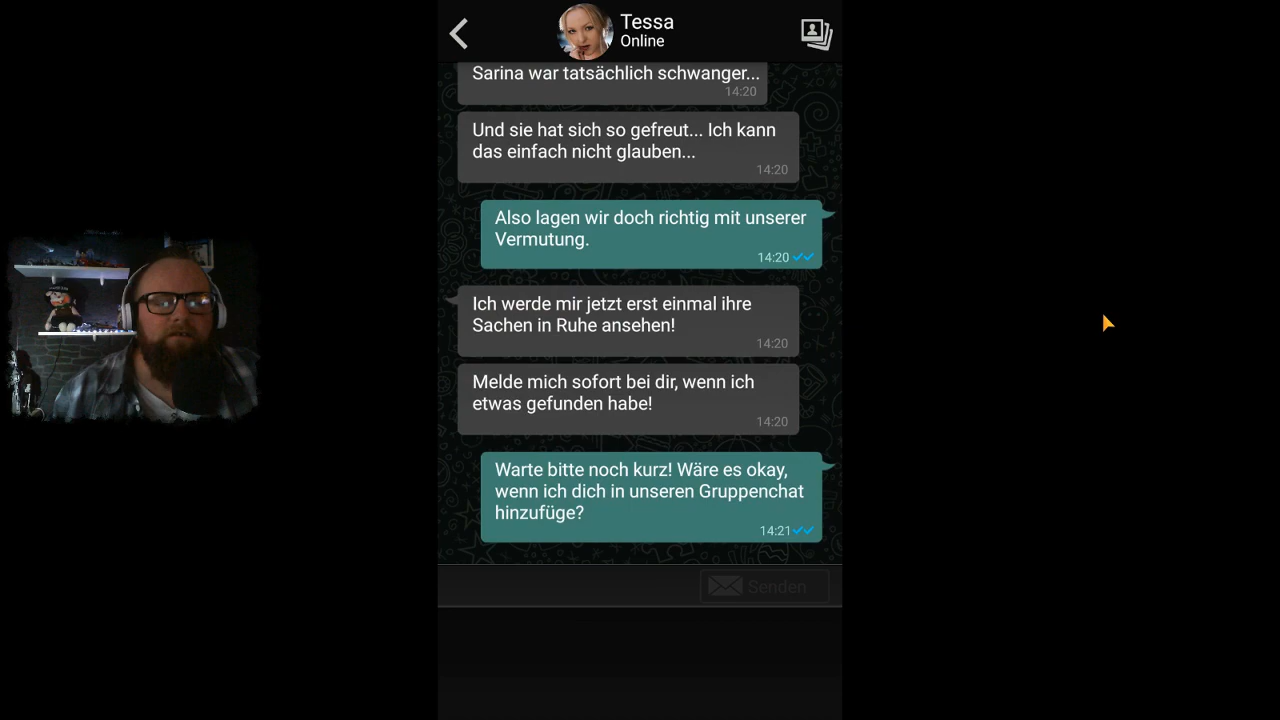 Tessa
Online
Sarina war tatsächlich schwanger...
14:20
Und sie hat sich so gefreut... Ich kann
das einfach nicht glauben...
14:20
Also lagen wir doch richtig mit unserer
Vermutung.
14:20
Ich werde mir jetzt erst einmal ihre
Sachen in Ruhe ansehen!
14:20
Melde mich sofort bei dir, wenn ich
etwas gefunden habe!
14:20
Warte bitte noch kurz! Wäre es okay,
wenn ich dich in unseren Gruppenchat
hinzufüge?
14:21
Senden